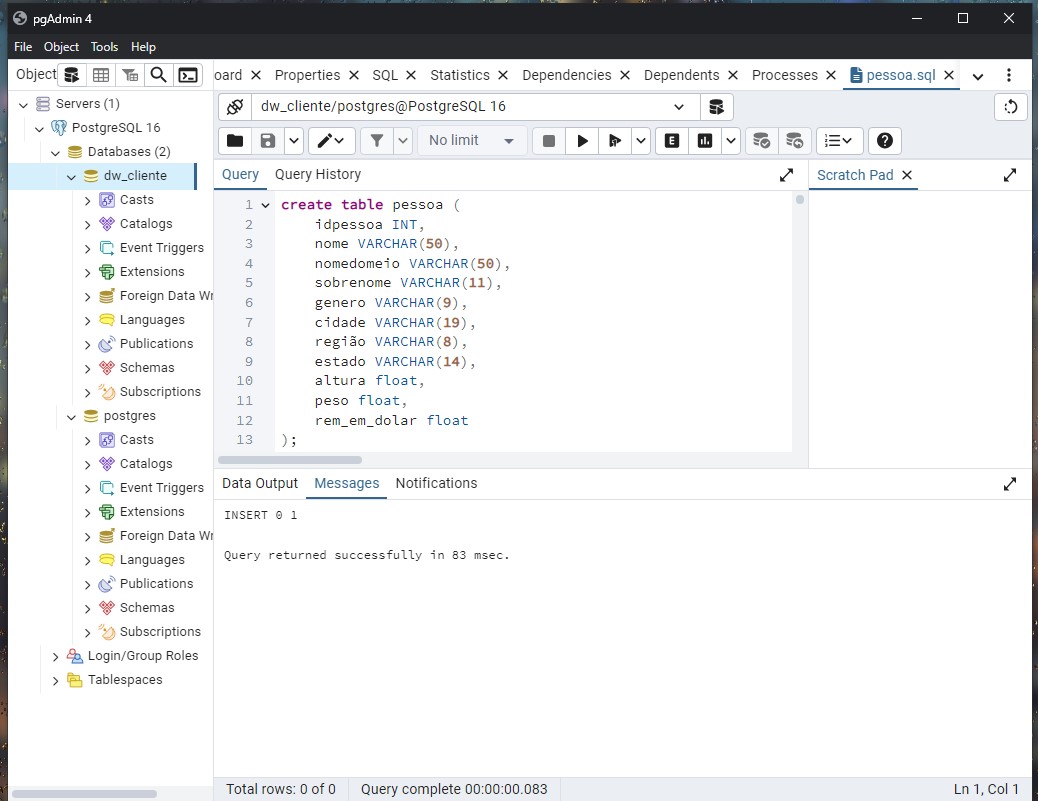 pgAdmin 4
File Object Tools Help
Object
oard Properties SQL Statistics Dependencies Dependents Processes pessoa.sql
Servers (1)
PostgreSQL 16
Databases (2)
dw_cliente
Casts
Catalogs
Event Triggers
Extensions
Foreign Data Wr
Languages
Publications
Schemas
Subscriptions
postgres
Casts
Catalogs
Event Triggers
Extensions
Foreign Data Wr
Languages
Publications
Schemas
Subscriptions
Login/Group Roles
Tablespaces
dw_cliente/postgres@PostgreSQL 16
No limit E
Query Query History
Scratch Pad
1 create table pessoa (
2 idpessoa INT,
3 nome VARCHAR(50),
4 nomedomeio VARCHAR(50),
5 sobrenome VARCHAR(11),
6 genero VARCHAR(9),
7 cidade VARCHAR(19),
8 região VARCHAR(8),
9 estado VARCHAR(14),
10 altura float,
11 peso float,
12 rem_em_dolar float
13 );
Data Output Messages Notifications
INSERT 0 1
Query returned successfully in 83 msec.
Total rows: 0 of 0 Query complete 00:00:00.083 Ln 1, Col 1